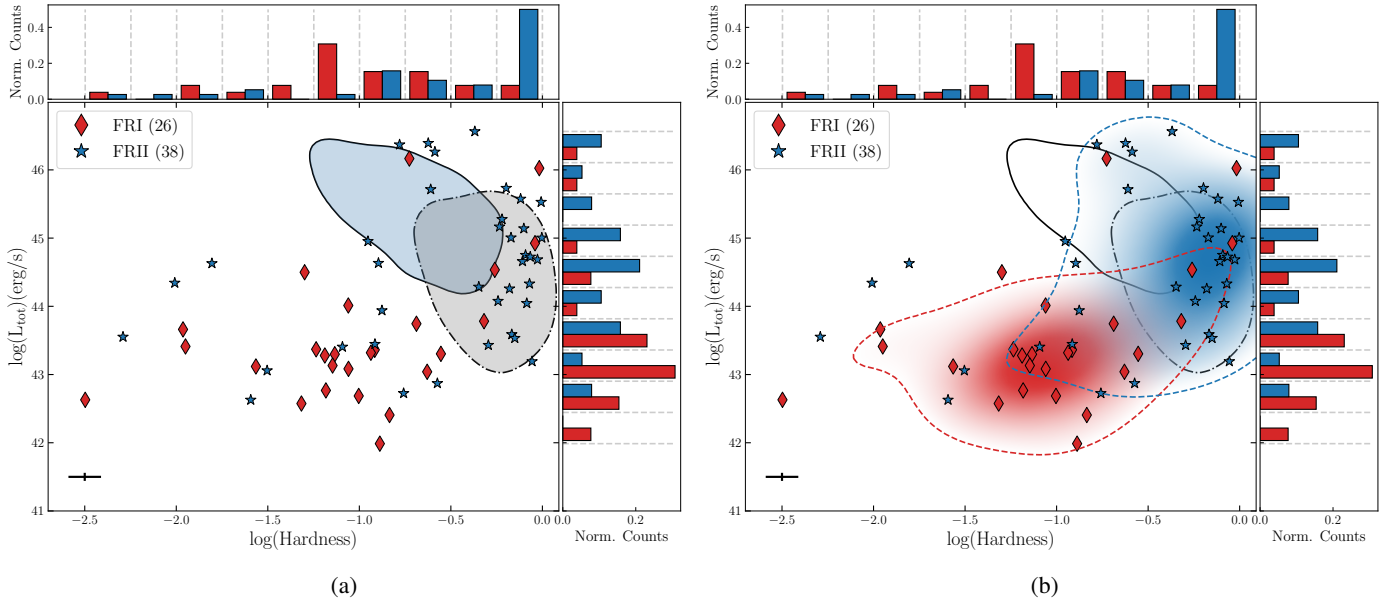 0.4
0.2
0.0
Norm. Counts
FRI (26)
FRII (38)
46
45
44
43
42
41
log(L_tot)(erg/s)
−2.5 −2.0 −1.5 −1.0 −0.5 0.0
log(Hardness)
0.0 0.2
Norm. Counts
(a)
0.4
0.2
0.0
Norm. Counts
FRI (26)
FRII (38)
46
45
44
43
42
41
log(L_tot)(erg/s)
−2.5 −2.0 −1.5 −1.0 −0.5 0.0
log(Hardness)
0.0 0.2
Norm. Counts
(b)